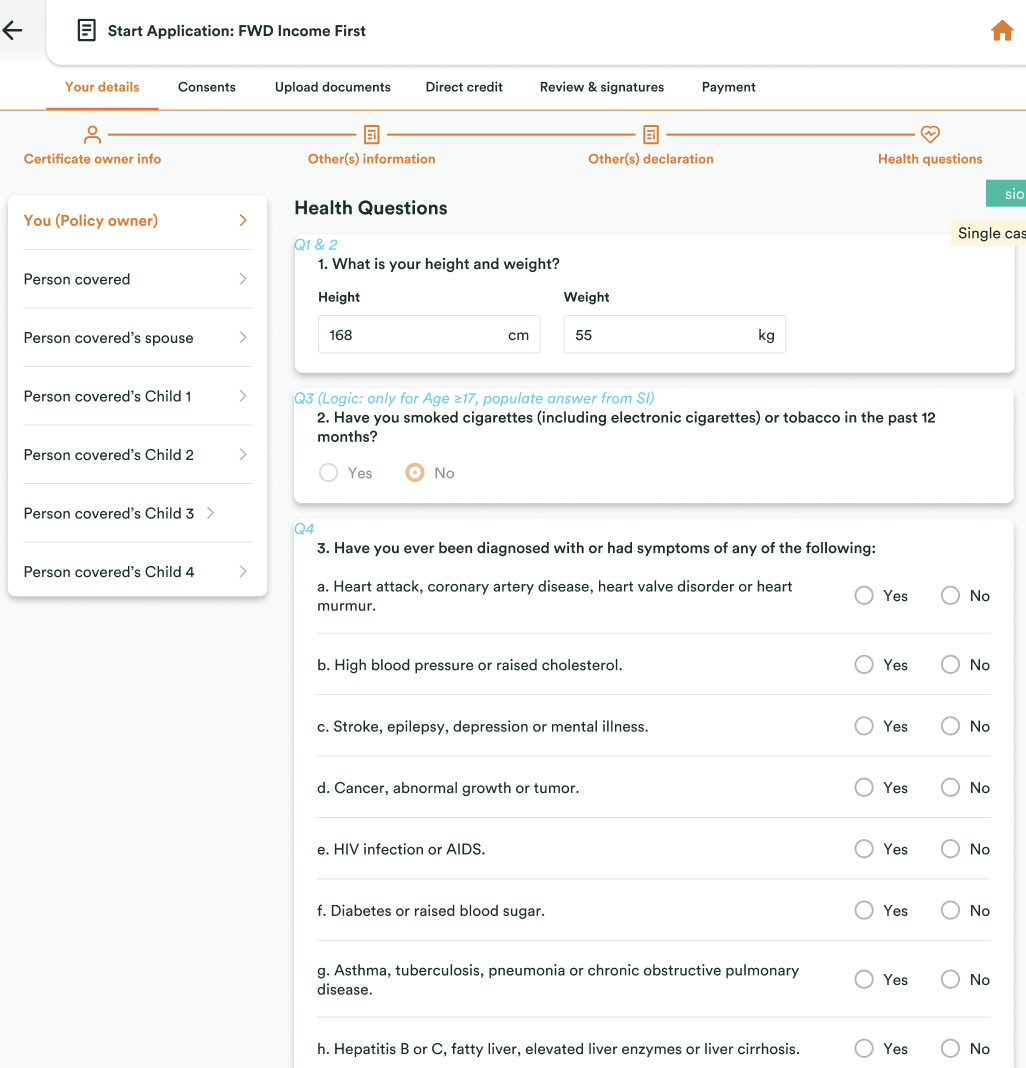 Start Application: FWD Income First
Your details
Consents
Upload documents
Direct credit
Review & signatures
Payment
Certificate owner info
Other(s) information
Other(s) declaration
Health questions
You (Policy owner)
Person covered
Person covered's spouse
Person covered's Child 1
Person covered's Child 2
Person covered's Child 3
Person covered's Child 4
Health Questions
sio
Single cas
Q1 & 2
1. What is your height and weight?
Height
Weight
168 cm
55 kg
Q3 (Logic: only for Age ≥17, populate answer from SI)
2. Have you smoked cigarettes (including electronic cigarettes) or tobacco in the past 12
months?
Yes No
Q4
3. Have you ever been diagnosed with or had symptoms of any of the following:
a. Heart attack, coronary artery disease, heart valve disorder or heart
murmur.
Yes No
b. High blood pressure or raised cholesterol.
Yes No
c. Stroke, epilepsy, depression or mental illness.
Yes No
d. Cancer, abnormal growth or tumor.
Yes No
e. HIV infection or AIDS.
Yes No
f. Diabetes or raised blood sugar.
Yes No
g. Asthma, tuberculosis, pneumonia or chronic obstructive pulmonary
disease.
Yes No
h. Hepatitis B or C, fatty liver, elevated liver enzymes or liver cirrhosis.
Yes No